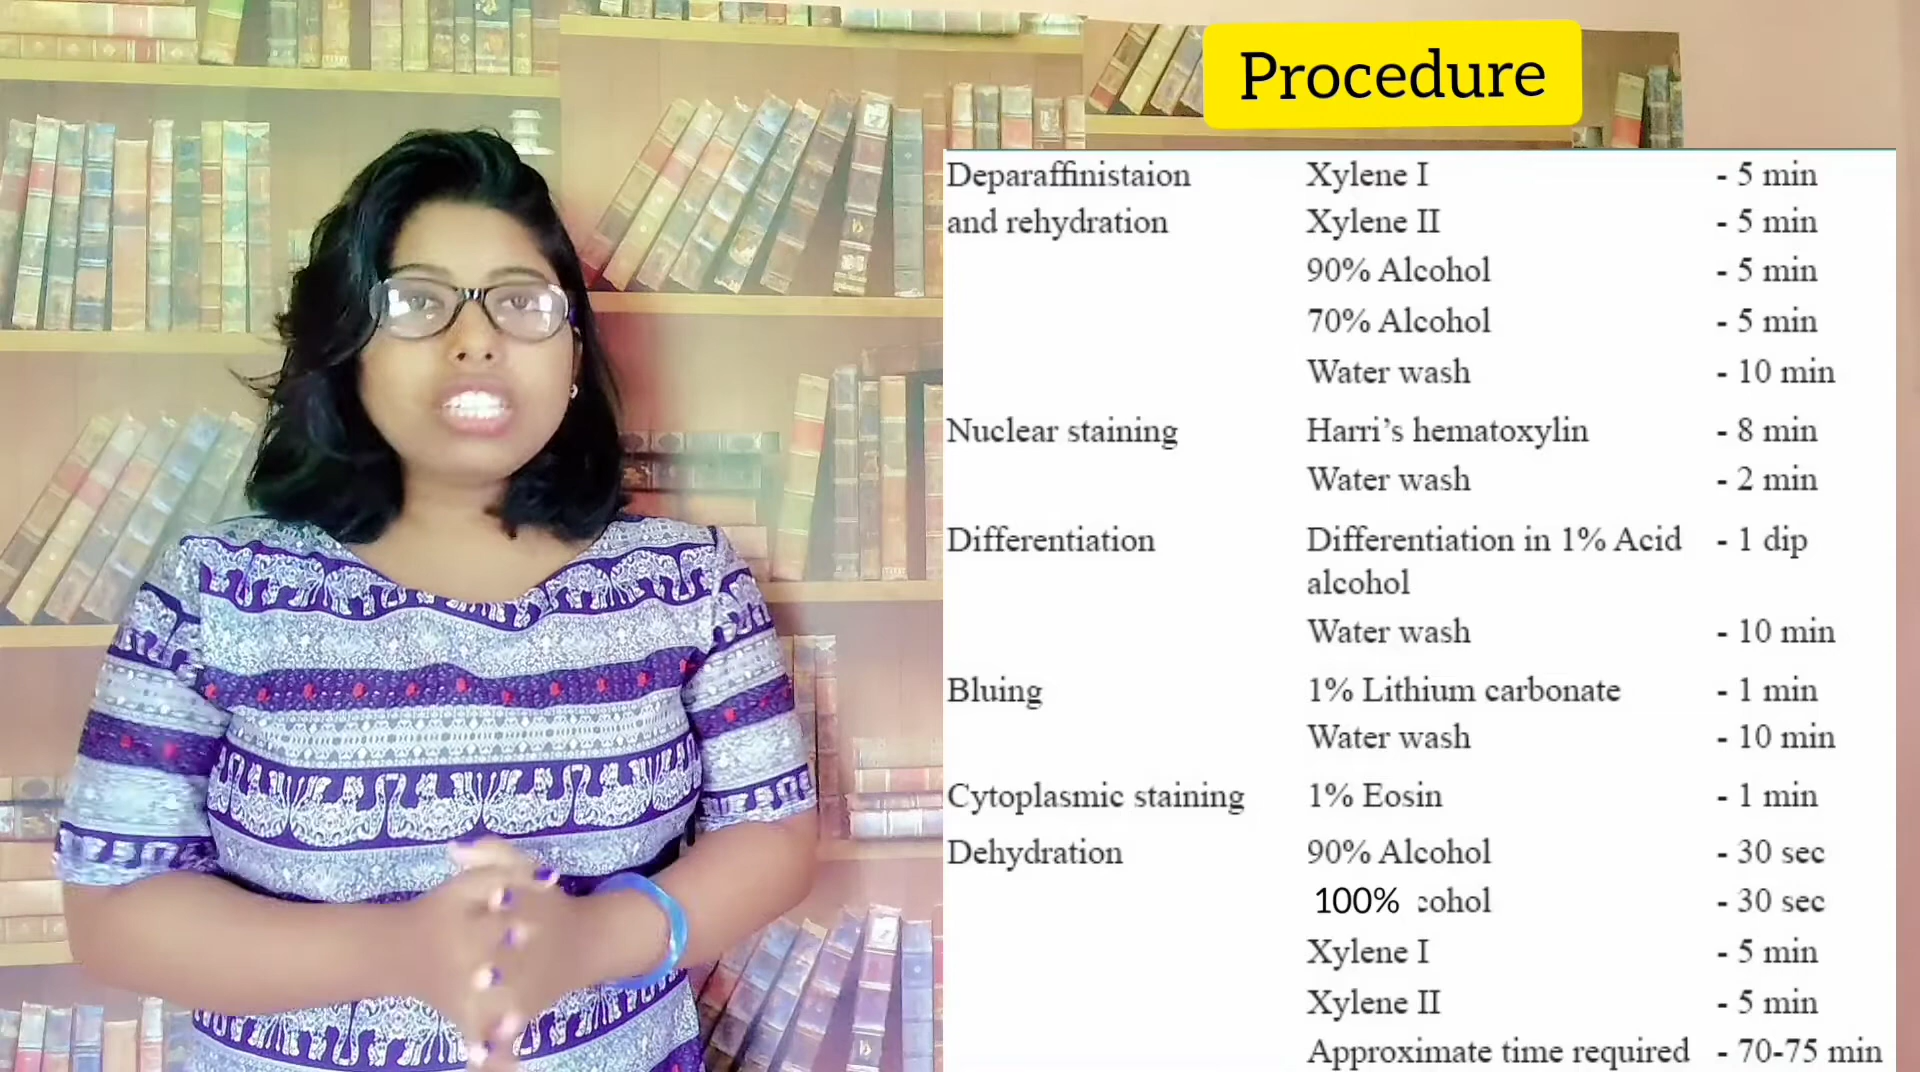 Procedure
Deparaffinistaion Xylene I - 5 min
and rehydration Xylene II - 5 min
90% Alcohol - 5 min
70% Alcohol - 5 min
Water wash - 10 min
Nuclear staining Harri’s hematoxylin - 8 min
Water wash - 2 min
Differentiation Differentiation in 1% Acid - 1 dip
alcohol
Water wash - 10 min
Bluing 1% Lithium carbonate - 1 min
Water wash - 10 min
Cytoplasmic staining 1% Eosin - 1 min
Dehydration 90% Alcohol - 30 sec
100% cohol - 30 sec
Xylene I - 5 min
Xylene II - 5 min
Approximate time required - 70-75 min